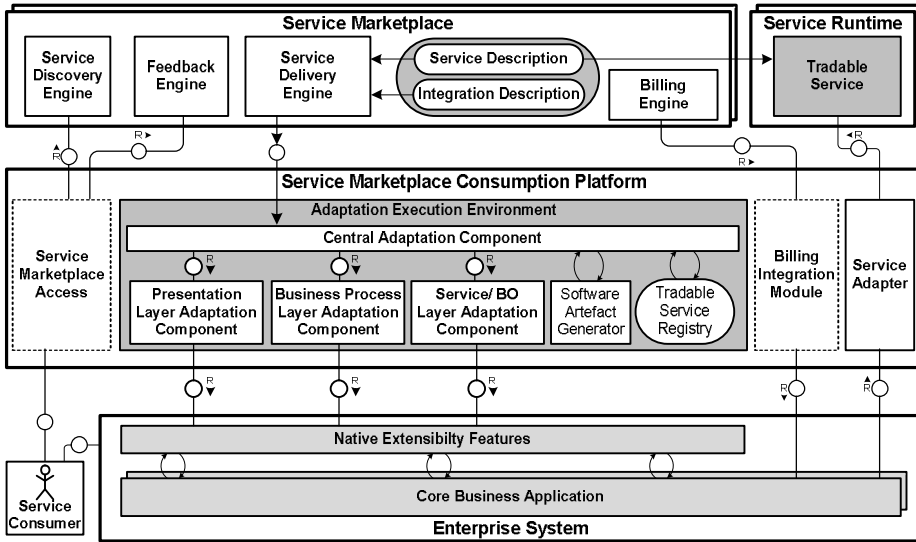 Service Marketplace
Service Runtime
Service
Discovery
Engine
Feedback
Engine
Service
Delivery
Engine
Service Description
Integration Description
Billing
Engine
Tradable
Service
R
R
R
R
Service Marketplace Consumption Platform
Service
Marketplace
Access
Adaptation Execution Environment
Central Adaptation Component
R
R
R
Presentation
Layer Adaptation
Component
Business Process
Layer Adaptation
Component
Service/ BO
Layer Adaptation
Component
Software
Artefact
Generator
Tradable
Service
Registry
Billing
Integration
Module
Service
Adapter
R
R
R
R
R
Native Extensibilty Features
Core Business Application
Enterprise System
Service
Consumer